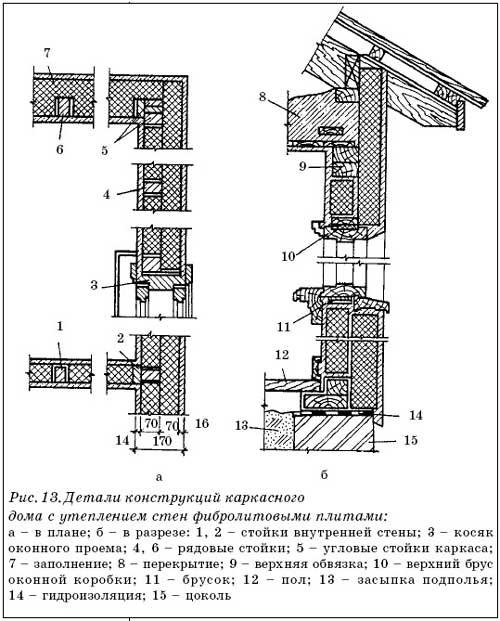 7
8
6
5
4
9
3
10
1
2
11
12
70 70
14
16
14
170
13
15
а
б
Рис. 13. Детали конструкций каркасного
дома с утеплением стен фибролитовыми плитами:
а – в плане; б – в разрезе: 1, 2 – стойки внутренней стены; 3 – косяк
оконного проема; 4, 6 – рядовые стойки; 5 – угловые стойки каркаса;
7 – заполнение; 8 – перекрытие; 9 – верхняя обвязка; 10 – верхний брус
оконной коробки; 11 – брусок; 12 – пол; 13 – засыпка подполья;
14 – гидроизоляция; 15 – цоколь